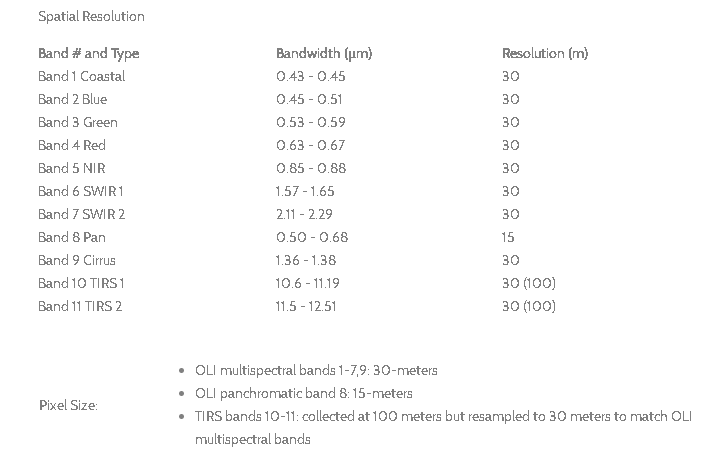 Spatial Resolution
Band # and Type Bandwidth (µm) Resolution (m)
Band 1 Coastal 0.43 - 0.45 30
Band 2 Blue 0.45 - 0.51 30
Band 3 Green 0.53 - 0.59 30
Band 4 Red 0.63 - 0.67 30
Band 5 NIR 0.85 - 0.88 30
Band 6 SWIR 1 1.57 - 1.65 30
Band 7 SWIR 2 2.11 - 2.29 30
Band 8 Pan 0.50 - 0.68 15
Band 9 Cirrus 1.36 - 1.38 30
Band 10 TIRS 1 10.6 - 11.19 30 (100)
Band 11 TIRS 2 11.5 - 12.51 30 (100)
Pixel Size:
• OLI multispectral bands 1-7,9: 30-meters
• OLI panchromatic band 8: 15-meters
• TIRS bands 10-11: collected at 100 meters but resampled to 30 meters to match OLI
multispectral bands